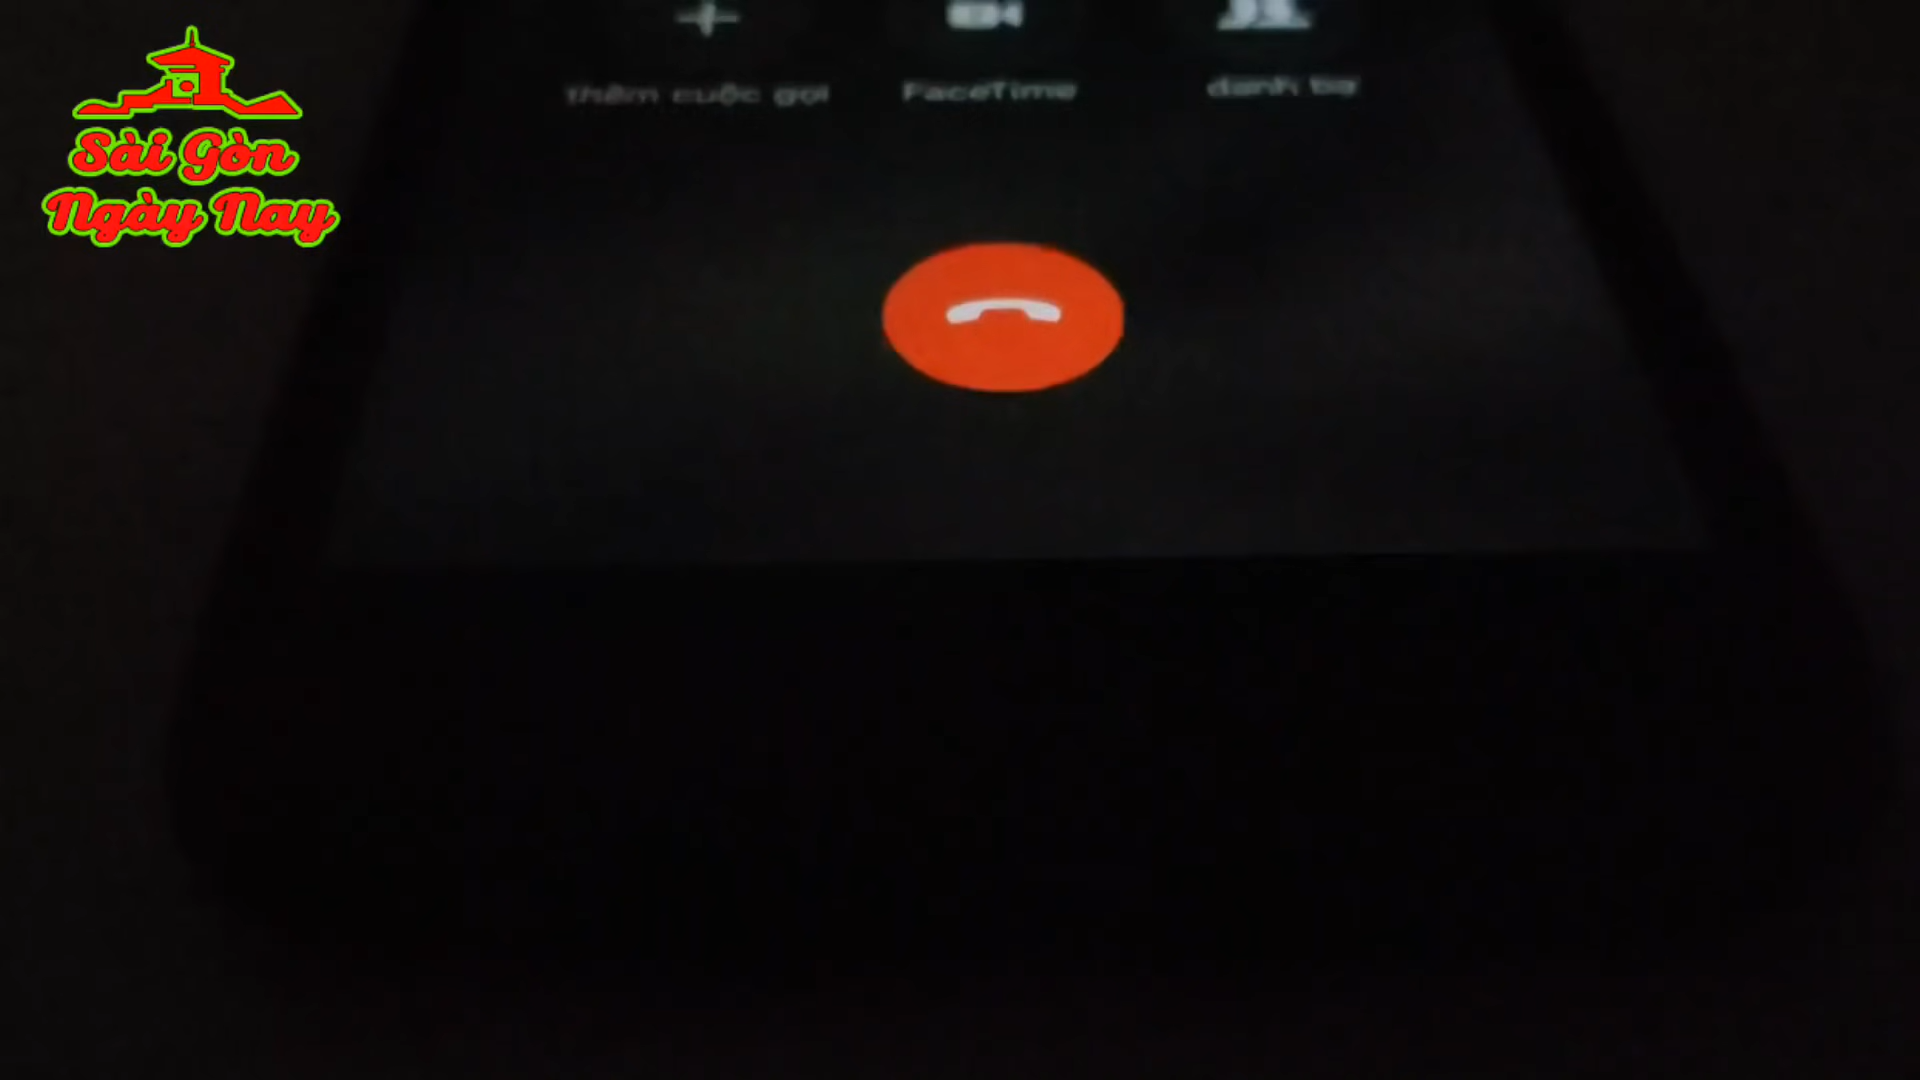 thêm cuộc gọi
FaceTime
danh bạ
Sài Gòn
Ngày Nay